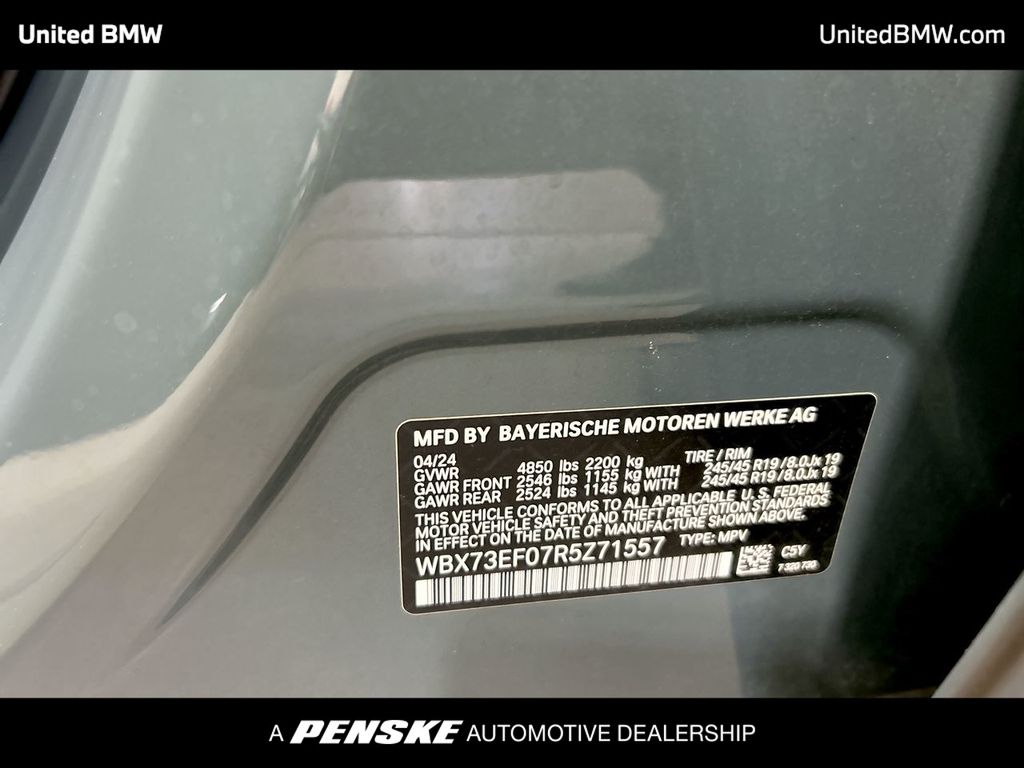 United BMW
UnitedBMW.com
MFD BY BAYERISCHE MOTOREN WERKE AG
04/24
TIRE / RIM
GVWR 4850 lbs 2200 kg
GAWR FRONT 2546 lbs 1155 kg WITH 245/45 R19/8.0Jx19
GAWR REAR 2524 lbs 1145 kg WITH 245/45 R19/8.0Jx19
THIS VEHICLE CONFORMS TO ALL APPLICABLE U.S. FEDERAL
MOTOR VEHICLE SAFETY AND THEFT PREVENTION STANDARDS
IN EFFECT ON THE DATE OF MANUFACTURE SHOWN ABOVE.
WBX73EF07R5Z71557 TYPE: MPV
C5Y
7320730
A PENSKE AUTOMOTIVE DEALERSHIP